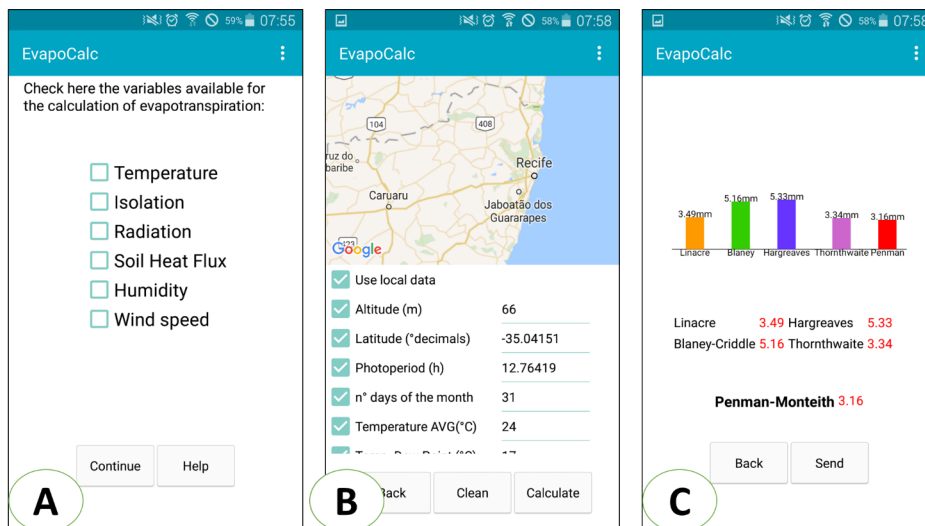 59% 07:55
EvapoCalc
Check here the variables available for
the calculation of evapotranspiration:
Temperature
Isolation
Radiation
Soil Heat Flux
Humidity
Wind speed
Continue Help
A
58% 07:58
EvapoCalc
104
408
Recife
Caruaru
Jaboatão dos
Guararapes
Google
Use local data
Altitude (m) 66
Latitude (°decimals) -35.04151
Photoperiod (h) 12.76419
n° days of the month 31
Temperature AVG(°C) 24
Clean Calculate
B
58% 07:58
EvapoCalc
3.49mm 5.16mm 5.33mm 3.34mm 3.16mm
Linacre Blaney Hargreaves Thornthwaite Penman
Linacre 3.49 Hargreaves 5.33
Blaney-Criddle 5.16 Thornthwaite 3.34
Penman-Monteith 3.16
Back Send
C